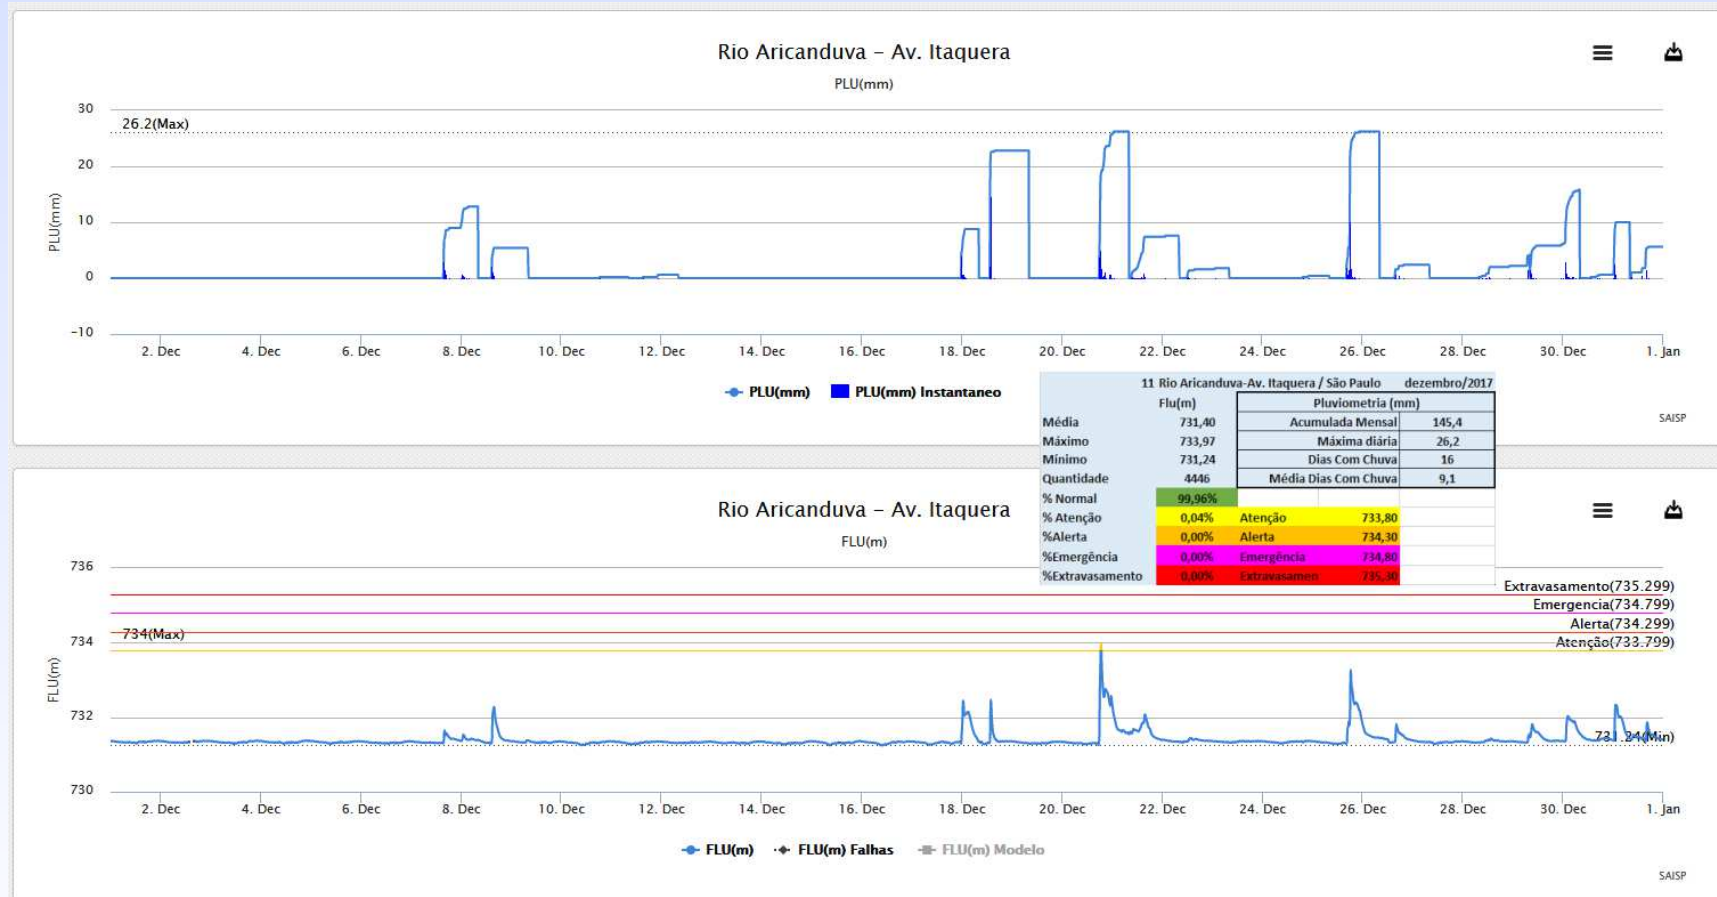 Rio Aricanduva - Av. Itaquera
PLU(mm)
30
26.2(Max)
20
10
0
-10
PLU(mm)
2. Dec 4. Dec 6. Dec 8. Dec 10. Dec 12. Dec 14. Dec 16. Dec 18. Dec 20. Dec 22. Dec 24. Dec 26. Dec 28. Dec 30. Dec 1. Jan
PLU(mm) PLU(mm) Instantaneo
SAISP
11 Rio Aricanduva-Av. Itaquera / São Paulo dezembro/2017
Flu(m) Pluviometria (mm)
Média 731,40 Acumulada Mensal 145,4
Máximo 733,97 Máxima diária 26,2
Mínimo 731,24 Dias Com Chuva 16
Quantidade 4446 Média Dias Com Chuva 9,1
% Normal 99,96%
% Atenção 0,04% Atenção 733,80
%Alerta 0,00% Alerta 734,30
%Emergência 0,00% Emergência 734,80
%Extravasamento 0,00% Extravasamen 735,30
Rio Aricanduva - Av. Itaquera
FLU(m)
736
Extravasamento(735.299)
Emergencia(734.799)
Alerta(734.299)
734(Max)
734
Atenção(733.799)
732
731.24(Min)
730
FLU(m)
2. Dec 4. Dec 6. Dec 8. Dec 10. Dec 12. Dec 14. Dec 16. Dec 18. Dec 20. Dec 22. Dec 24. Dec 26. Dec 28. Dec 30. Dec 1. Jan
FLU(m) FLU(m) Falhas FLU(m) Modelo
SAISP